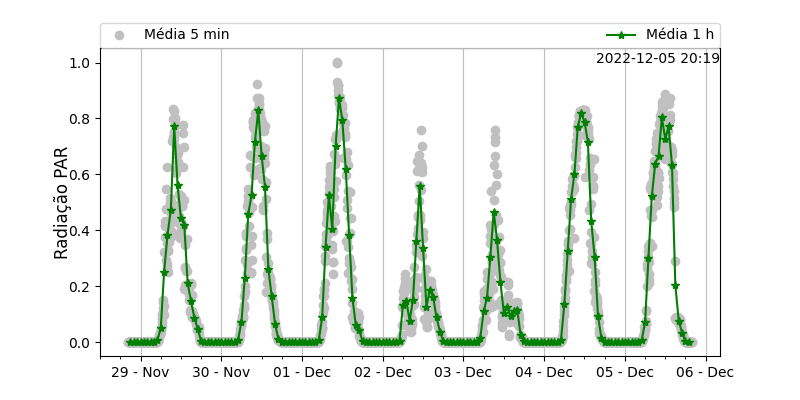 Média 5 min
Média 1 h
2022-12-05 20:19
Radiação PAR
1.0
0.8
0.6
0.4
0.2
0.0
29 - Nov
30 - Nov
01 - Dec
02 - Dec
03 - Dec
04 - Dec
05 - Dec
06 - Dec